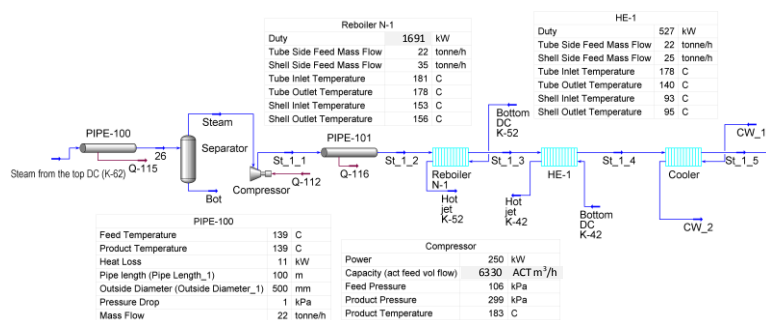 Reboiler N-1
Duty 1691 kW
Tube Side Feed Mass Flow 22 tonne/h
Shell Side Feed Mass Flow 35 tonne/h
Tube Inlet Temperature 181 C
Tube Outlet Temperature 178 C
Shell Inlet Temperature 153 C
Shell Outlet Temperature 156 C
HE-1
Duty 527 kW
Tube Side Feed Mass Flow 22 tonne/h
Shell Side Feed Mass Flow 25 tonne/h
Tube Inlet Temperature 178 C
Tube Outlet Temperature 140 C
Shell Inlet Temperature 93 C
Shell Outlet Temperature 95 C
PIPE-100
Steam from the top DC (K-62)
Q-115
26
Steam
Separator
Bot
Compressor
St_1_1
Q-112
PIPE-101
Q-116
St_1_2
Reboiler
N-1
Hot
jet
K-52
Bottom
DC
K-52
St_1_3
HE-1
Hot
jet
K-42
Bottom
DC
K-42
St_1_4
Cooler
CW_1
St_1_5
CW_2
PIPE-100
Feed Temperature 139 C
Product Temperature 139 C
Heat Loss 11 kW
Pipe length (Pipe Length_1) 100 m
Outside Diameter (Outside Diameter_1) 500 mm
Pressure Drop 1 kPa
Mass Flow 22 tonne/h
Compressor
Power 250 kW
Capacity (act feed vol flow) 6330 ACT m³/h
Feed Pressure 106 kPa
Product Pressure 299 kPa
Product Temperature 183 C